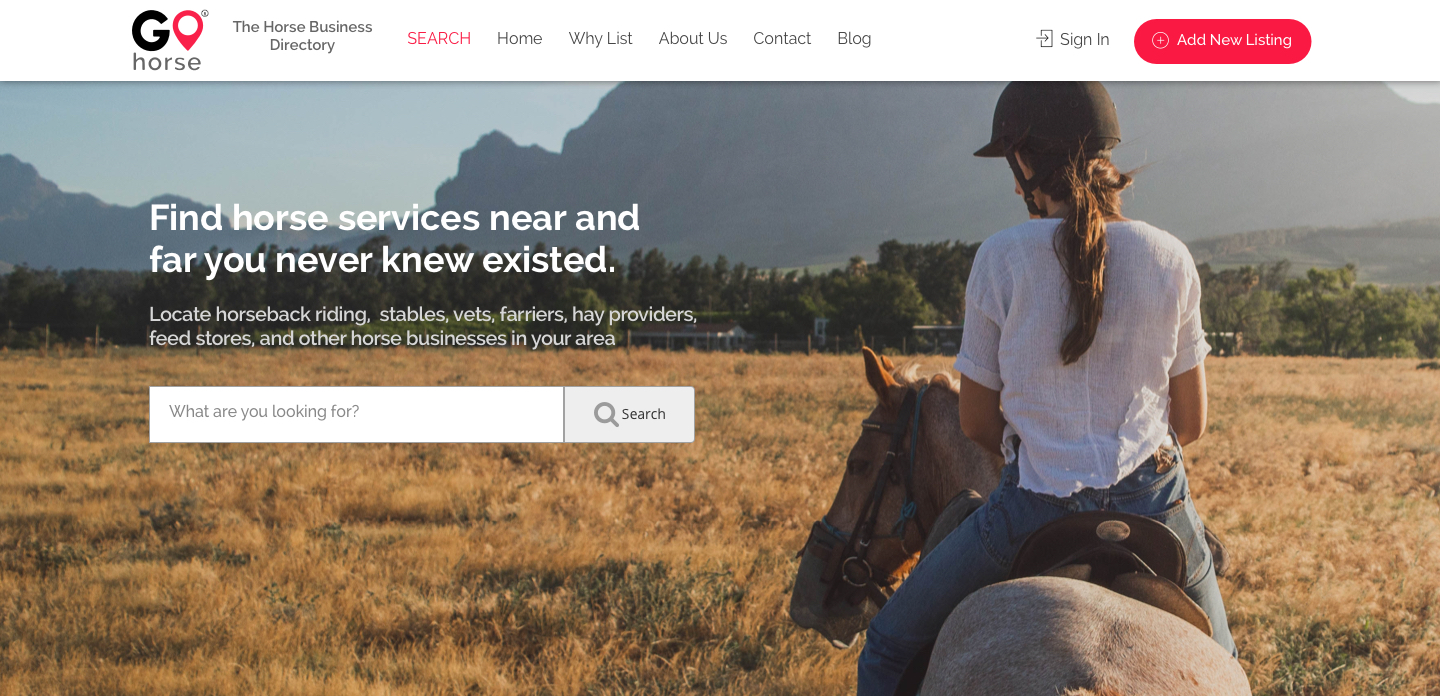 GO
horse
The Horse Business
Directory
SEARCH
Home
Why List
About Us
Contact
Blog
Sign In
Add New Listing
Find horse services near and
far you never knew existed.
Locate horseback riding, stables, vets, farriers, hay providers,
feed stores, and other horse businesses in your area
What are you looking for?
Search